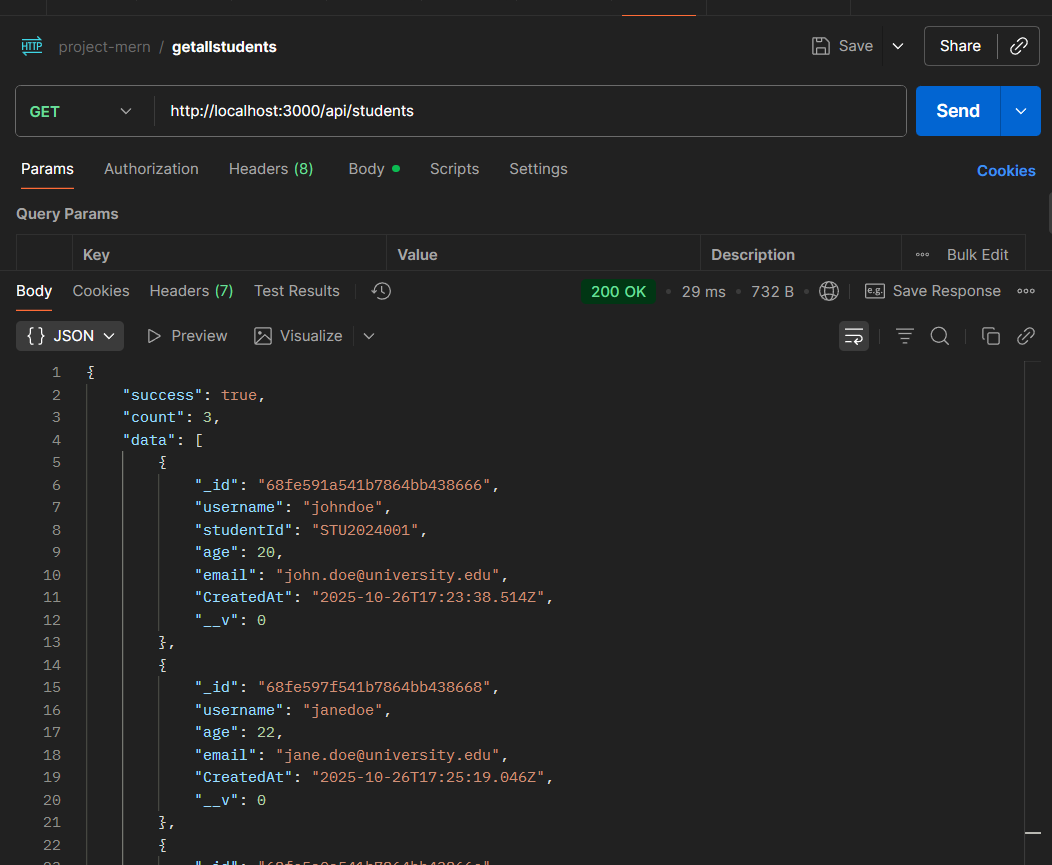 HTTP project-mern / getallstudents Save Share
GET http://localhost:3000/api/students Send
Params Authorization Headers (8) Body Scripts Settings Cookies
Query Params
Key Value Description Bulk Edit
Body Cookies Headers (7) Test Results 200 OK 29 ms 732 B e.g. Save Response
{} JSON Preview Visualize
1 {
2 "success": true,
3 "count": 3,
4 "data": [
5 {
6 "_id": "68fe591a541b7864bb438666",
7 "username": "johndoe",
8 "studentId": "STU2024001",
9 "age": 20,
10 "email": "john.doe@university.edu",
11 "CreatedAt": "2025-10-26T17:23:38.514Z",
12 "__v": 0
13 },
14 {
15 "_id": "68fe597f541b7864bb438668",
16 "username": "janedoe",
17 "age": 22,
18 "email": "jane.doe@university.edu",
19 "CreatedAt": "2025-10-26T17:25:19.046Z",
20 "__v": 0
21 },
22 {